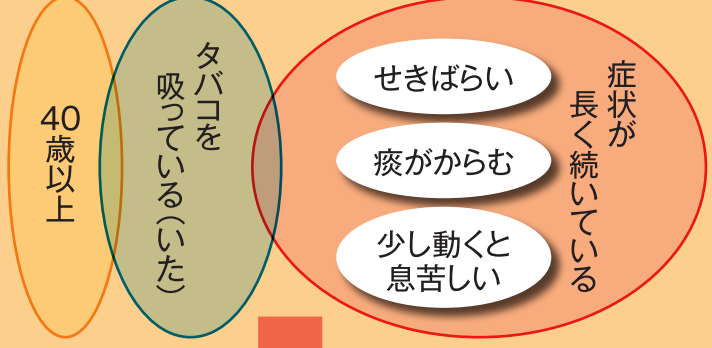 40歳以上
タバコを
吸っている(いた)
せきばらい
痰がからむ
少し動くと
息苦しい
症状が
長く続いている